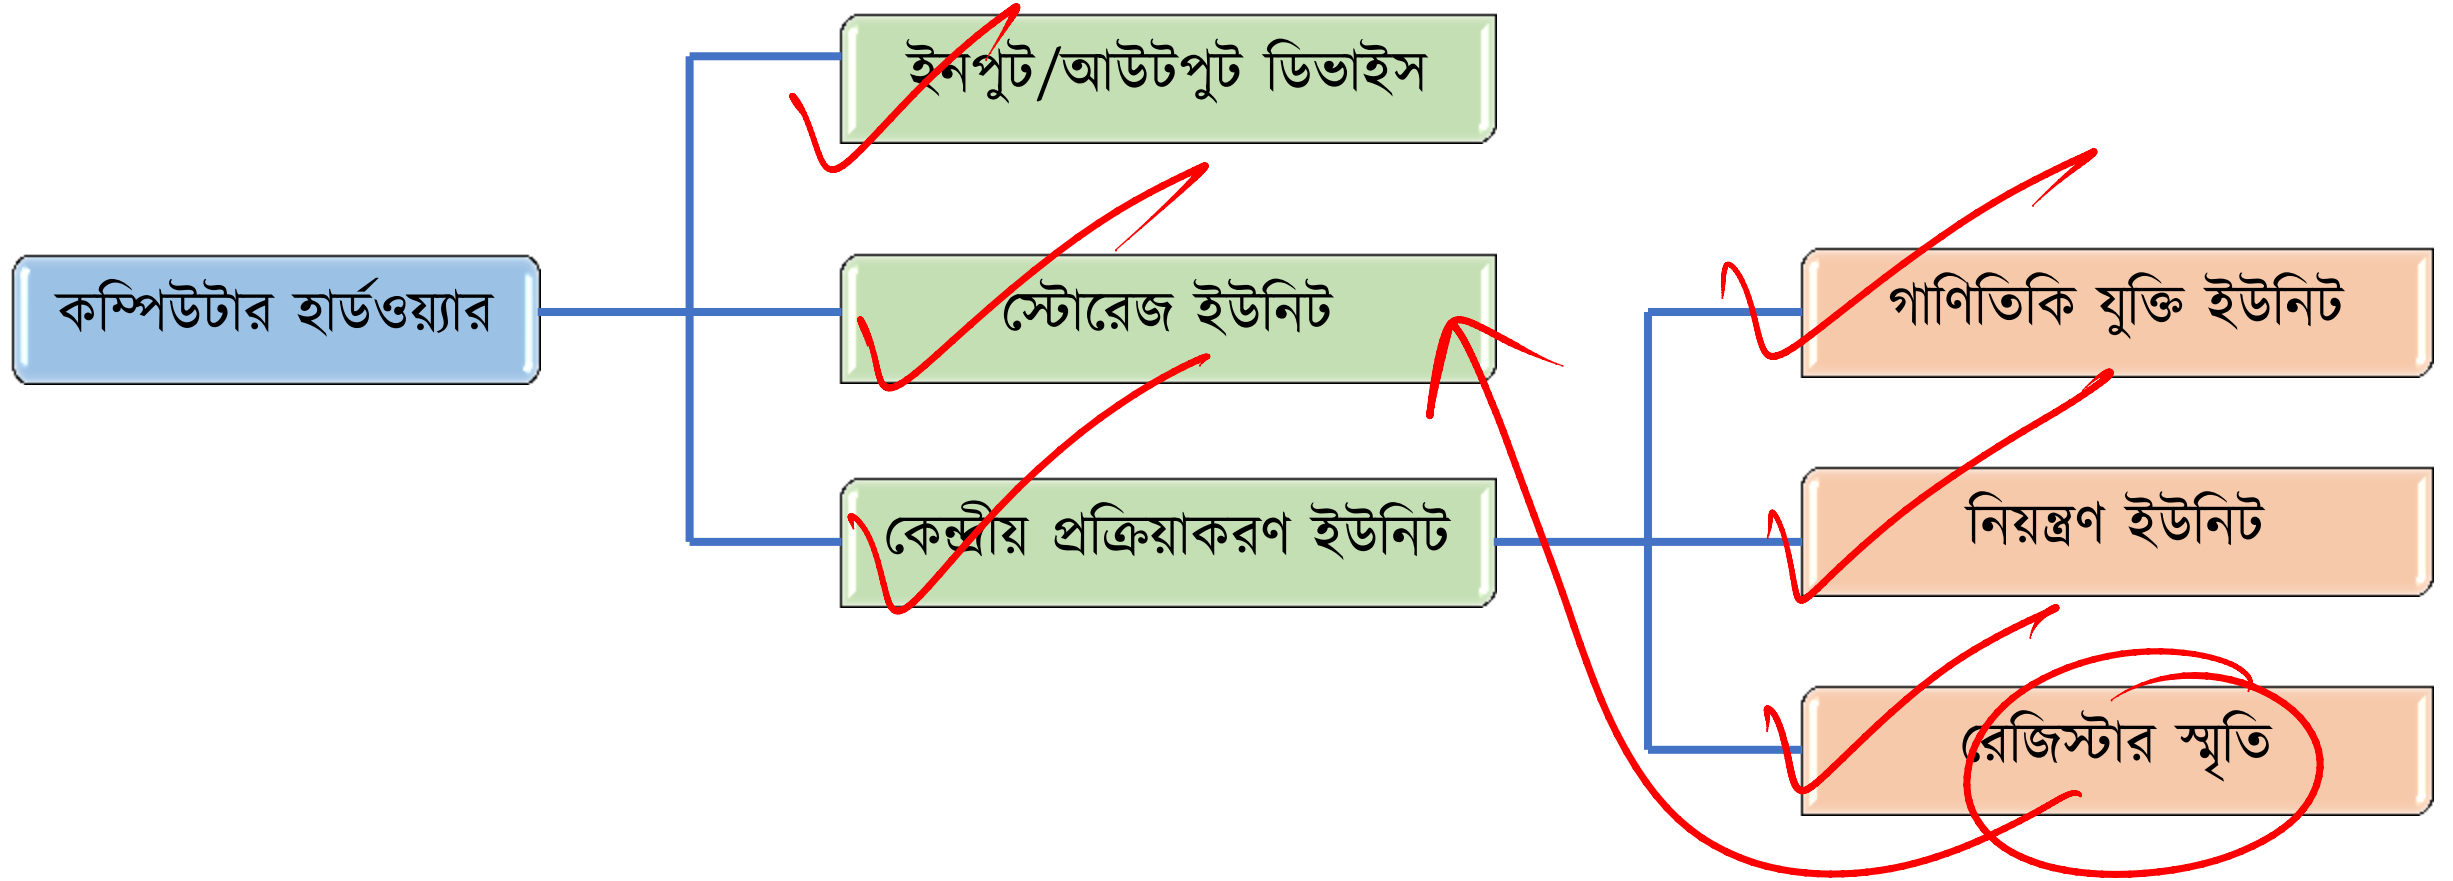 ইনপুট/আউটপুট ডিভাইস
কম্পিউটার হার্ডওয়্যার
স্টোরেজ ইউনিট
গাণিতিকি যুক্তি ইউনিট
কেন্দ্রীয় প্রক্রিয়াকরণ ইউনিট
নিয়ন্ত্রণ ইউনিট
রেজিস্টার স্মৃতি